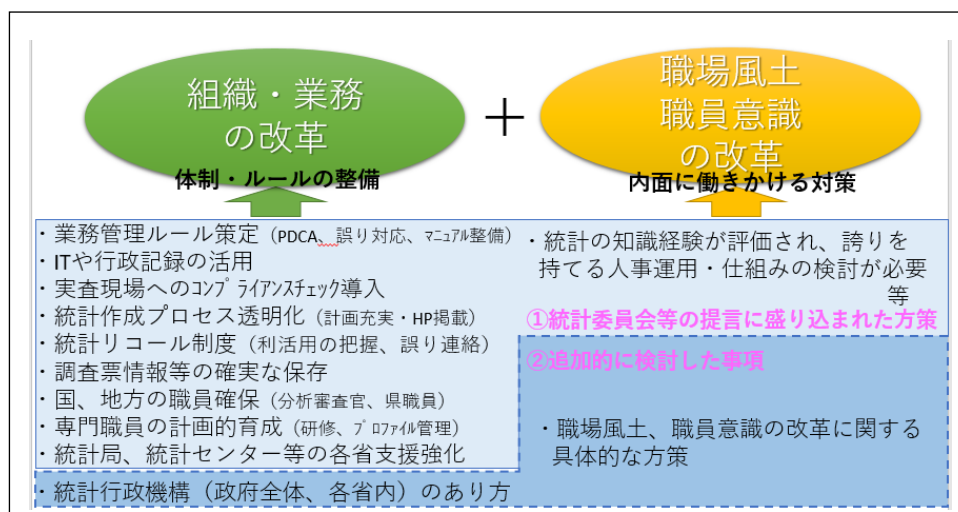 組織・業務
の改革
+
職場風土
職員意識
の改革
体制・ルールの整備
内面に働きかける対策
・業務管理ルール策定（PDCA、誤り対応、ﾏﾆｭｱﾙ整備）
・ITや行政記録の活用
・実査現場へのｺﾝﾌﾟﾗｲｱﾝｽﾁｪｯｸ導入
・統計作成プロセス透明化（計画充実・HP掲載）
・統計リコール制度（利活用の把握、誤り連絡）
・調査票情報等の確実な保存
・国、地方の職員確保（分析審査官、県職員）
・専門職員の計画的育成（研修、ﾌﾟﾛﾌｧｲﾙ管理）
・統計局、統計センター等の各省支援強化
・統計行政機構（政府全体、各省内）のあり方
・統計の知識経験が評価され、誇りを
持てる人事運用・仕組みの検討が必要
等
①統計委員会等の提言に盛り込まれた方策
②追加的に検討した事項
・職場風土、職員意識の改革に関する
具体的な方策